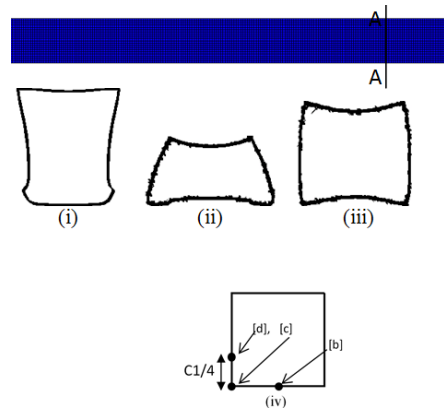 A
A
(i) (ii) (iii)
[d], [c]
[b]
C1/4
(iv)